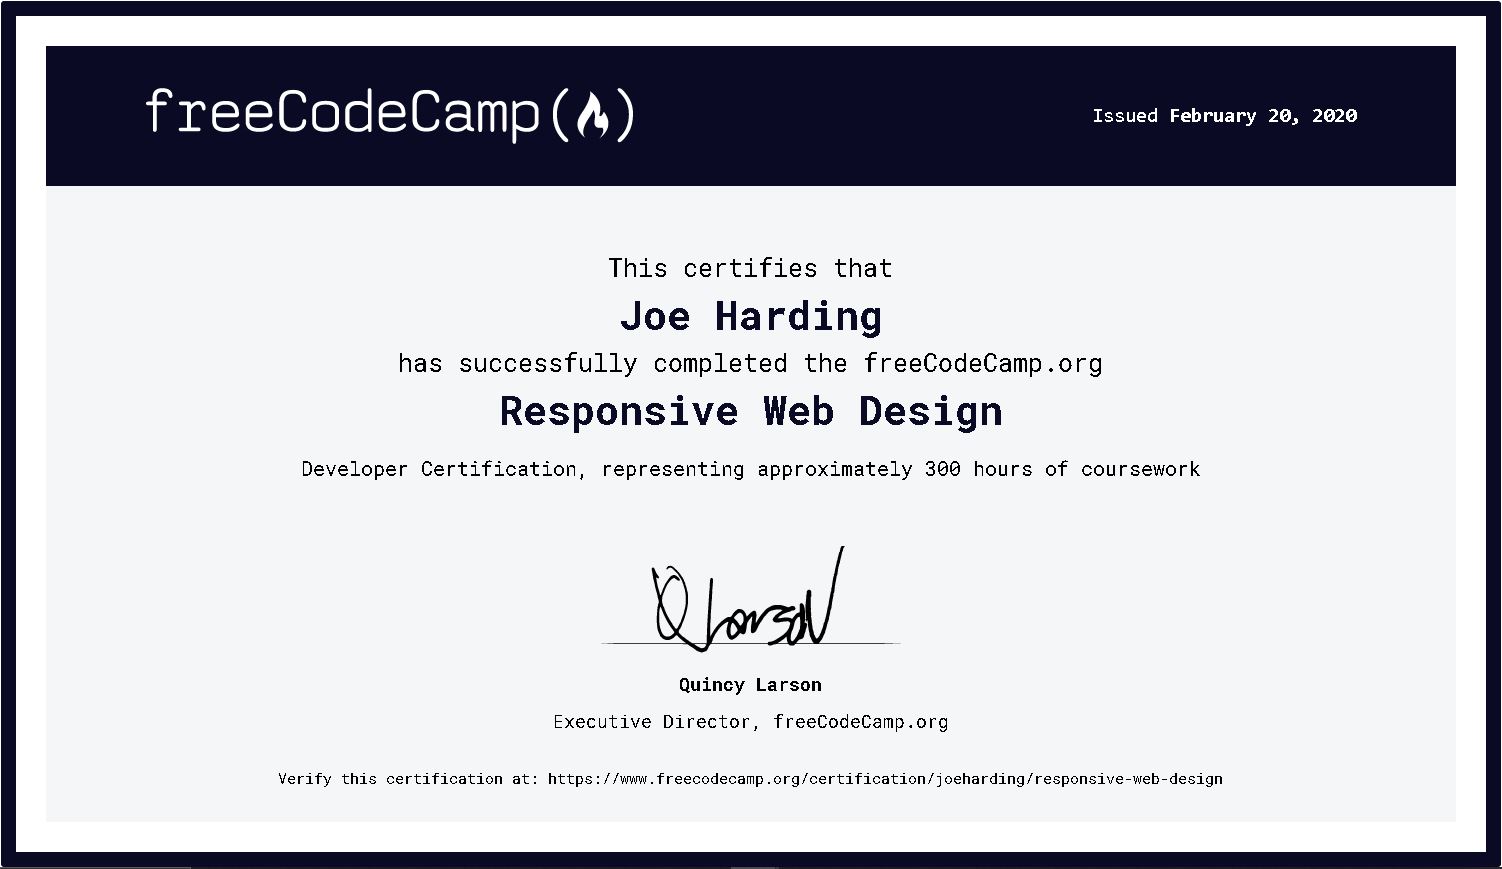 freeCodeCamp(🔥)
Issued February 20, 2020
This certifies that
Joe Harding
has successfully completed the freeCodeCamp.org
Responsive Web Design
Developer Certification, representing approximately 300 hours of coursework
Q Larson
Quincy Larson
Executive Director, freeCodeCamp.org
Verify this certification at: https://www.freecodecamp.org/certification/joeharding/responsive-web-design